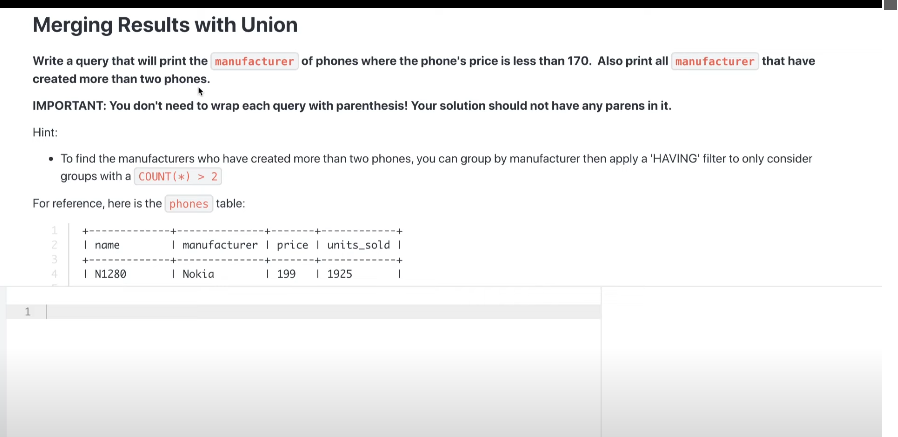 Merging Results with Union
Write a query that will print the manufacturer of phones where the phone's price is less than 170. Also print all manufacturer that have
created more than two phones.
IMPORTANT: You don't need to wrap each query with parenthesis! Your solution should not have any parens in it.
Hint:
• To find the manufacturers who have created more than two phones, you can group by manufacturer then apply a 'HAVING' filter to only consider
groups with a COUNT(*) > 2
For reference, here is the phones table:
1 +-------------+--------------+-------+------------+
2 | name | manufacturer | price | units_sold |
3 +-------------+--------------+-------+------------+
4 | N1280 | Nokia | 199 | 1925 |
1